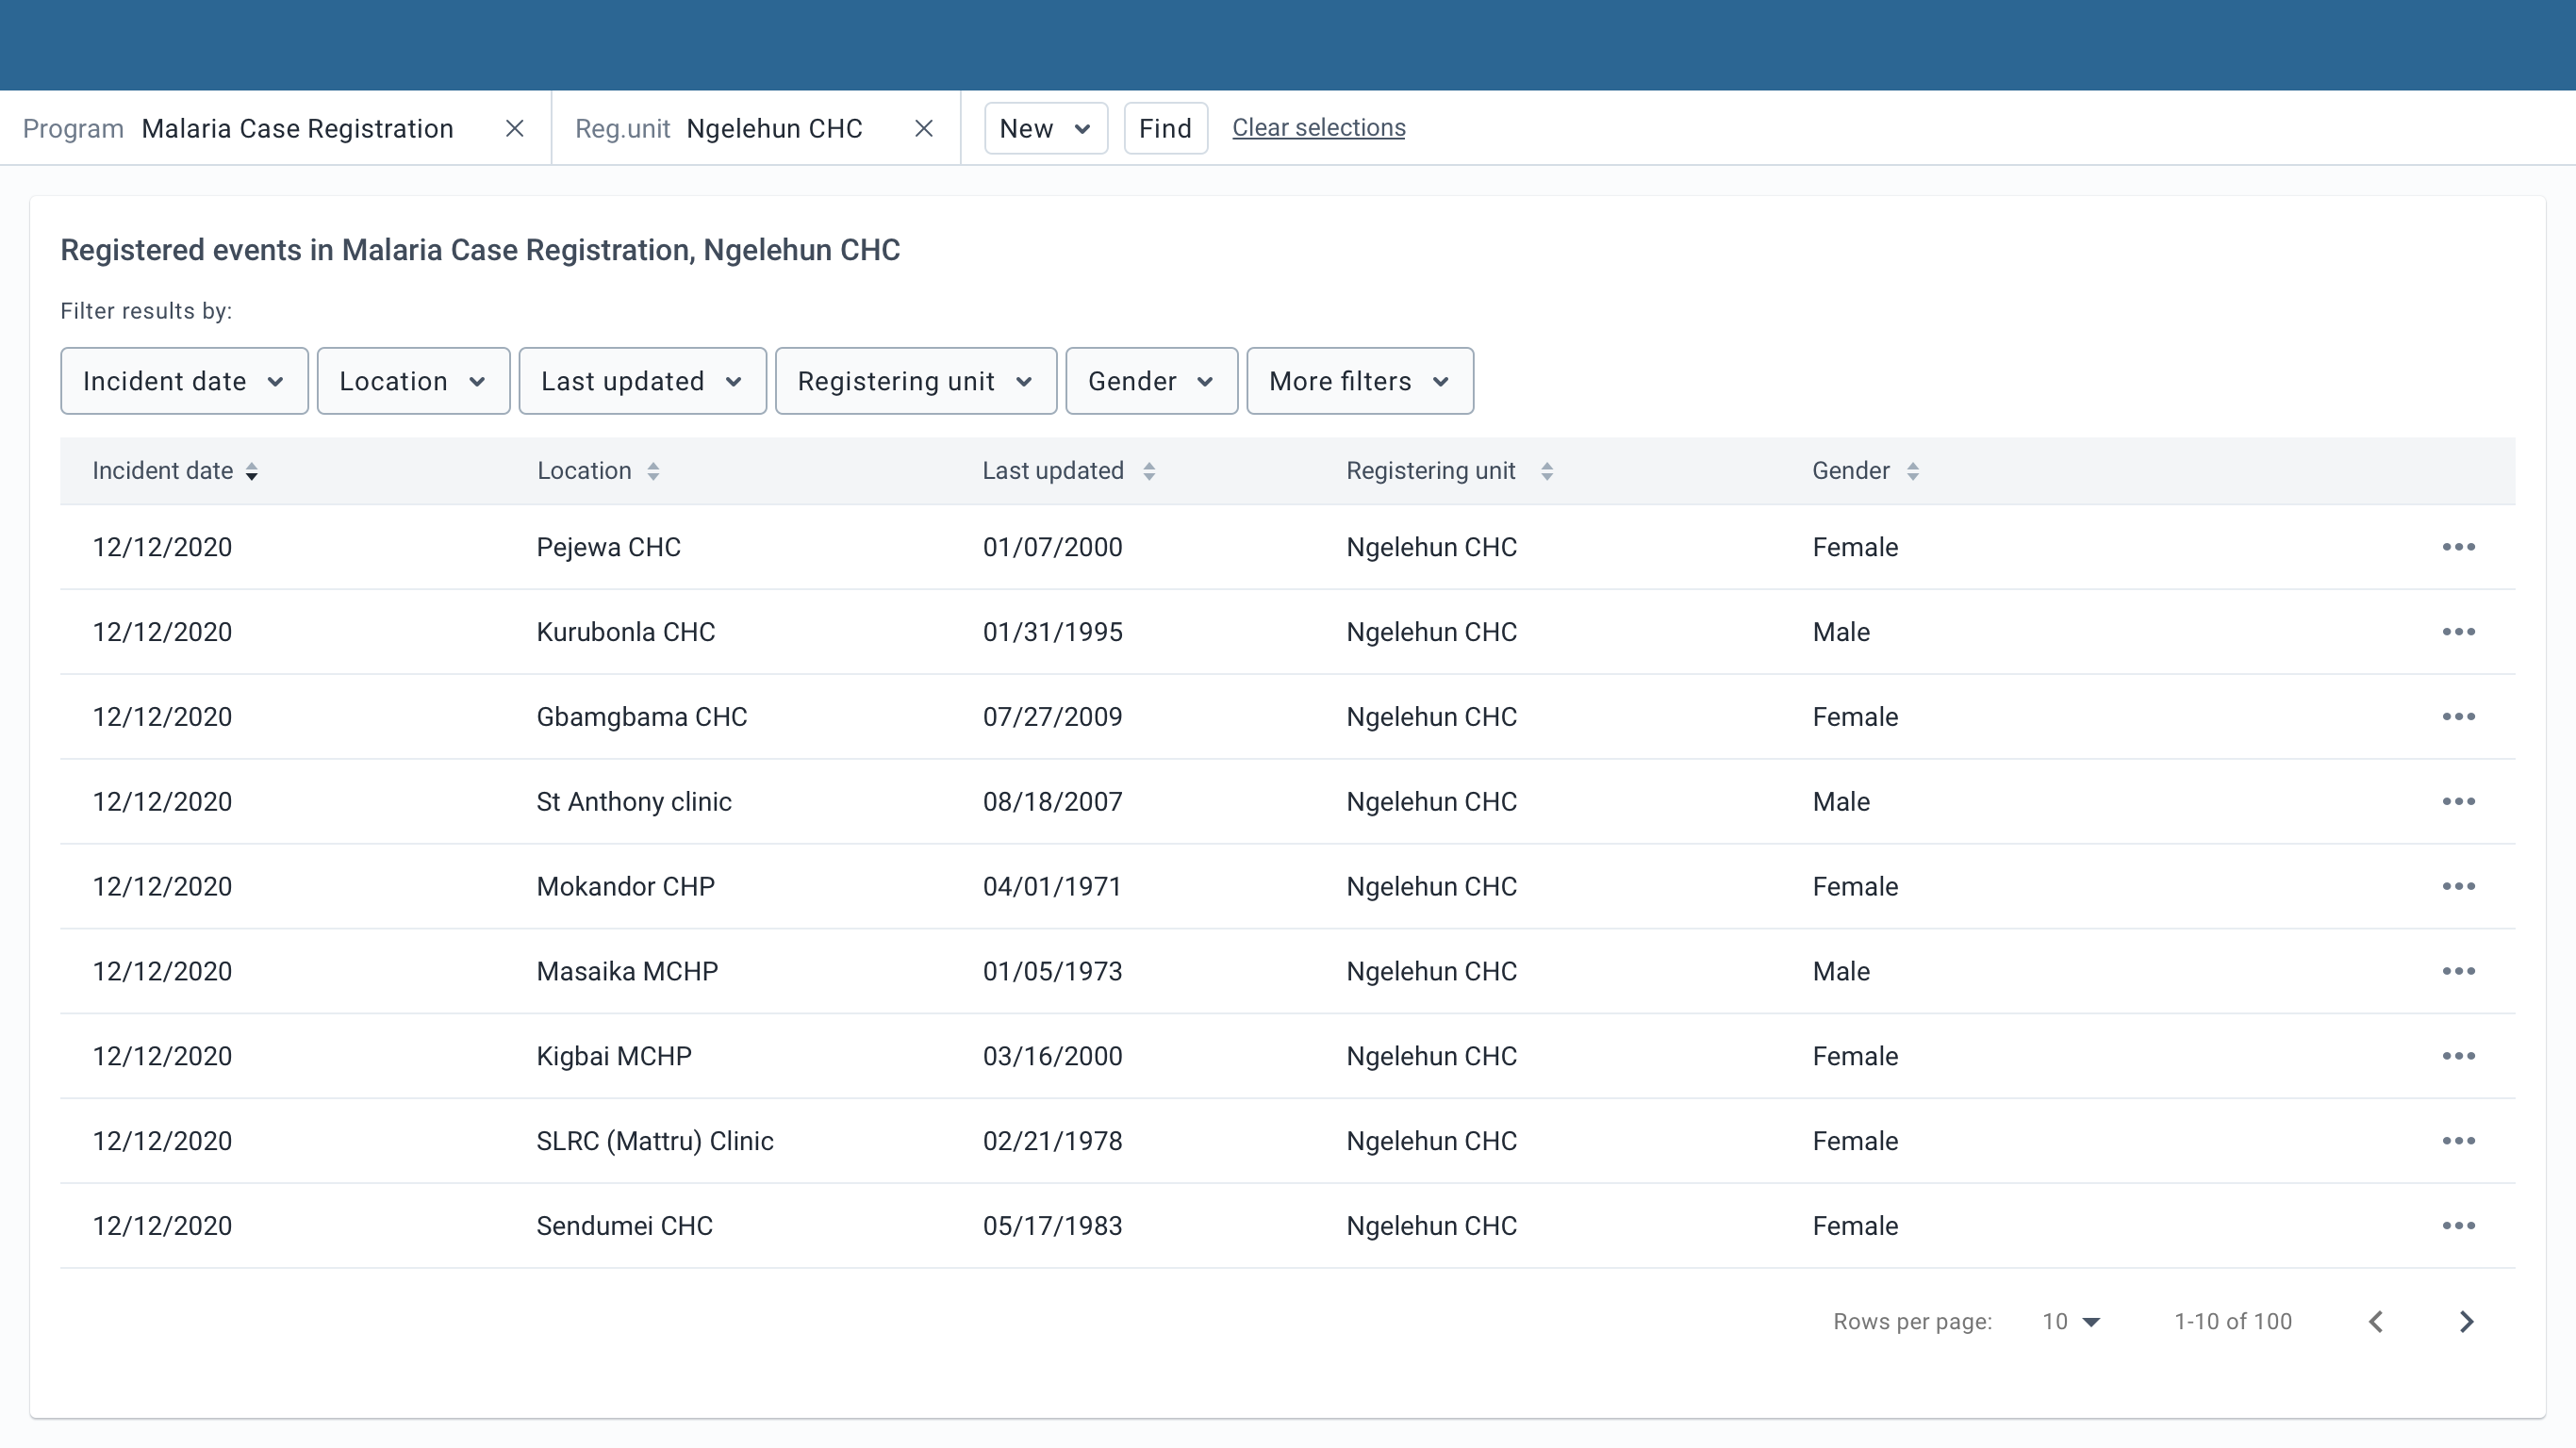 Program Malaria Case Registration Reg.unit Ngelehun CHC New Find Clear selections
Registered events in Malaria Case Registration, Ngelehun CHC
Filter results by:
Incident date Location Last updated Registering unit Gender More filters
Incident date Location Last updated Registering unit Gender
12/12/2020 Pejewa CHC 01/07/2000 Ngelehun CHC Female
12/12/2020 Kurubonla CHC 01/31/1995 Ngelehun CHC Male
12/12/2020 Gbamgbama CHC 07/27/2009 Ngelehun CHC Female
12/12/2020 St Anthony clinic 08/18/2007 Ngelehun CHC Male
12/12/2020 Mokandor CHP 04/01/1971 Ngelehun CHC Female
12/12/2020 Masaika MCHP 01/05/1973 Ngelehun CHC Male
12/12/2020 Kigbai MCHP 03/16/2000 Ngelehun CHC Female
12/12/2020 SLRC (Mattru) Clinic 02/21/1978 Ngelehun CHC Female
12/12/2020 Sendumei CHC 05/17/1983 Ngelehun CHC Female
Rows per page: 10 1-10 of 100